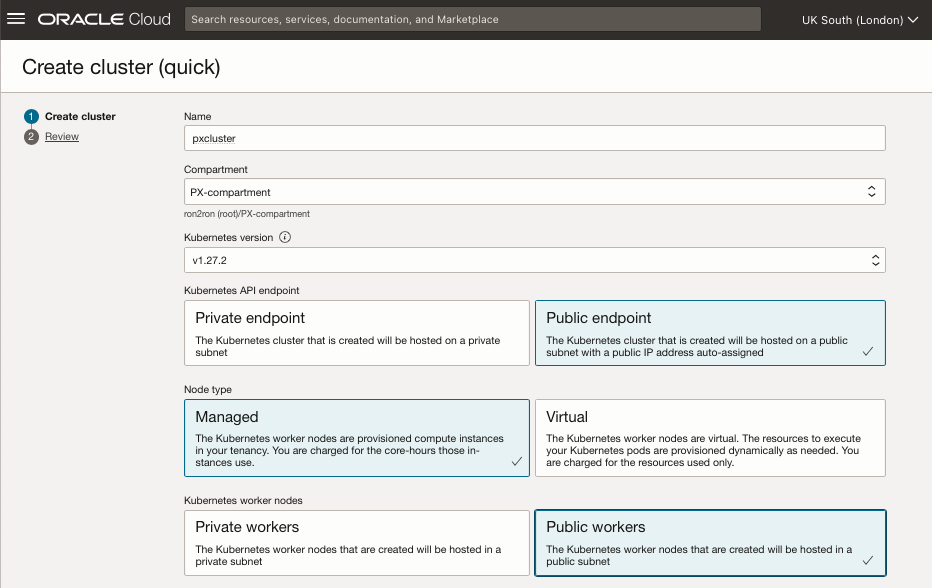 ORACLE Cloud
Search resources, services, documentation, and Marketplace
UK South (London)
Create cluster (quick)
1 Create cluster
2 Review
Name
pxcluster
Compartment
PX-compartment
ron2ron (root)/PX-compartment
Kubernetes version
v1.27.2
Kubernetes API endpoint
Private endpoint
The Kubernetes cluster that is created will be hosted on a private
subnet
Public endpoint
The Kubernetes cluster that is created will be hosted on a public
subnet with a public IP address auto-assigned
Node type
Managed
The Kubernetes worker nodes are provisioned compute instances
in your tenancy. You are charged for the core-hours those in-
stances use.
Virtual
The Kubernetes worker nodes are virtual. The resources to execute
your Kubernetes pods are provisioned dynamically as needed. You
are charged for the resources used only.
Kubernetes worker nodes
Private workers
The Kubernetes worker nodes that are created will be hosted in a
private subnet
Public workers
The Kubernetes worker nodes that are created will be hosted in a
public subnet